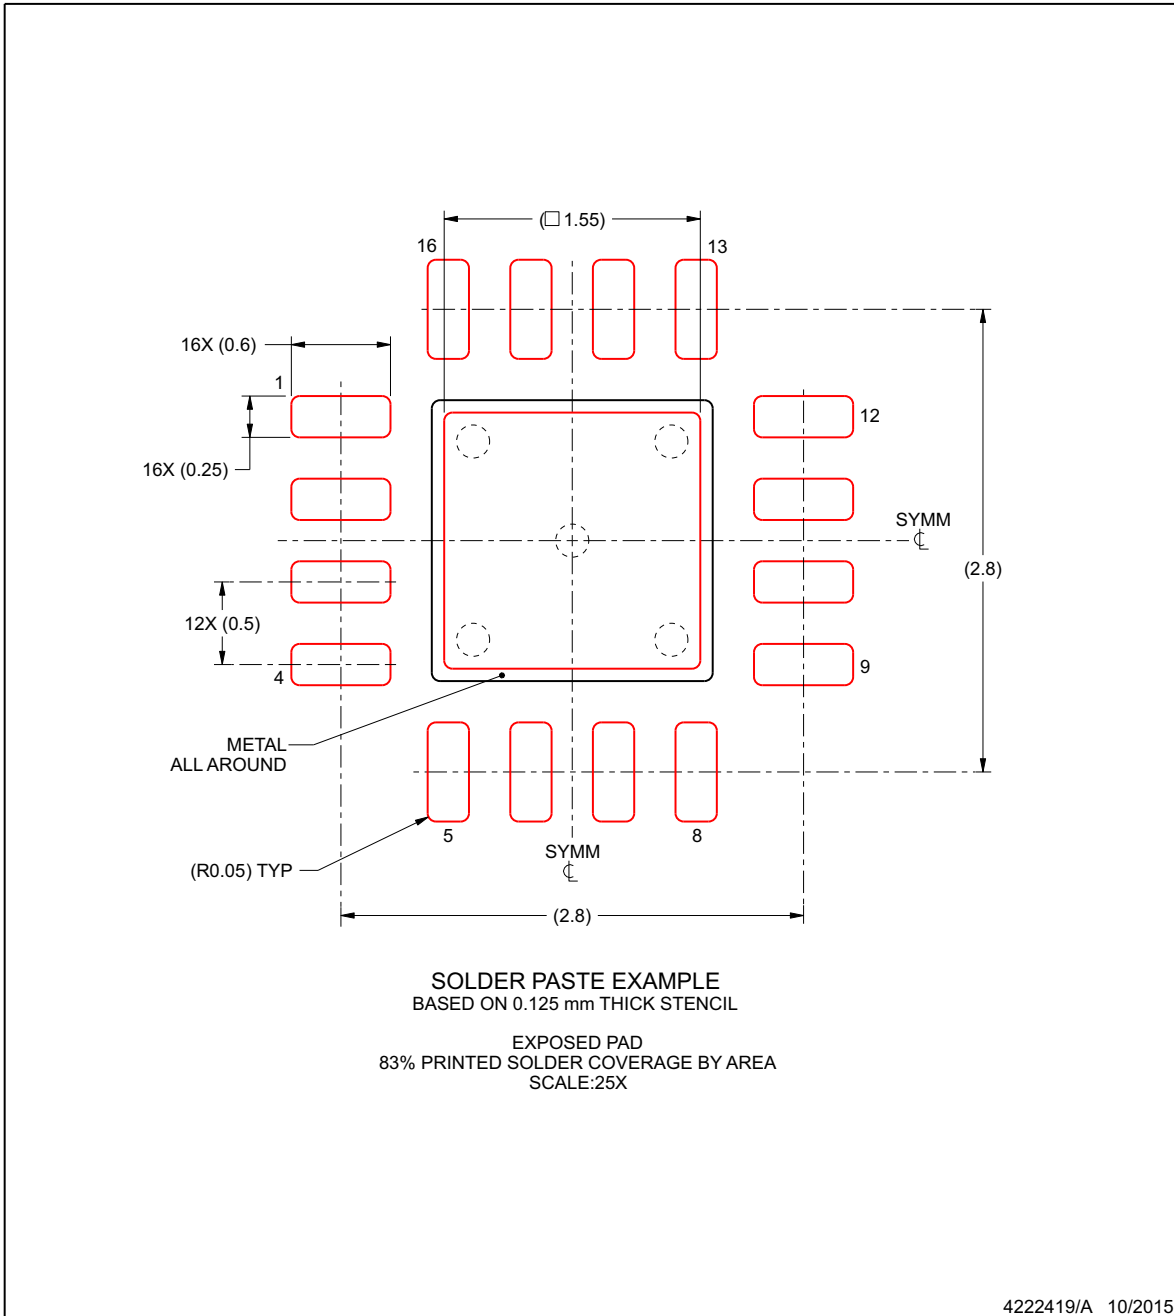 (□ 1.55)
16
13
16X (0.6)
1
12
16X (0.25)
SYMM
℄
(2.8)
12X (0.5)
4
9
METAL
ALL AROUND
5
8
SYMM
℄
(R0.05) TYP
(2.8)
SOLDER PASTE EXAMPLE
BASED ON 0.125 mm THICK STENCIL
EXPOSED PAD
83% PRINTED SOLDER COVERAGE BY AREA
SCALE:25X
4222419/A 10/2015